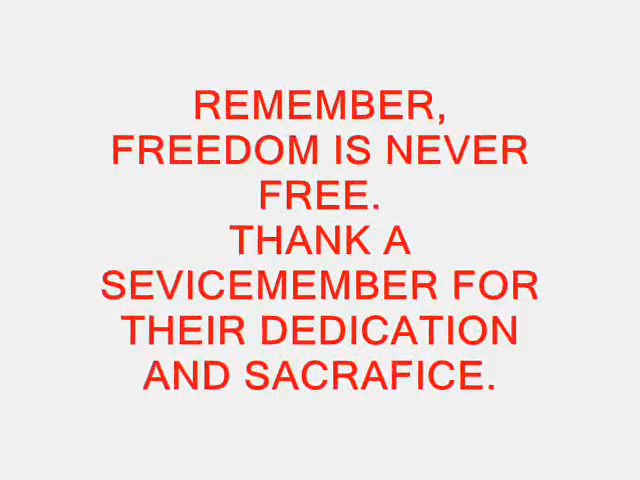 REMEMBER,
FREEDOM IS NEVER
FREE.
THANK A
SEVICEMEMBER FOR
THEIR DEDICATION
AND SACRAFICE.